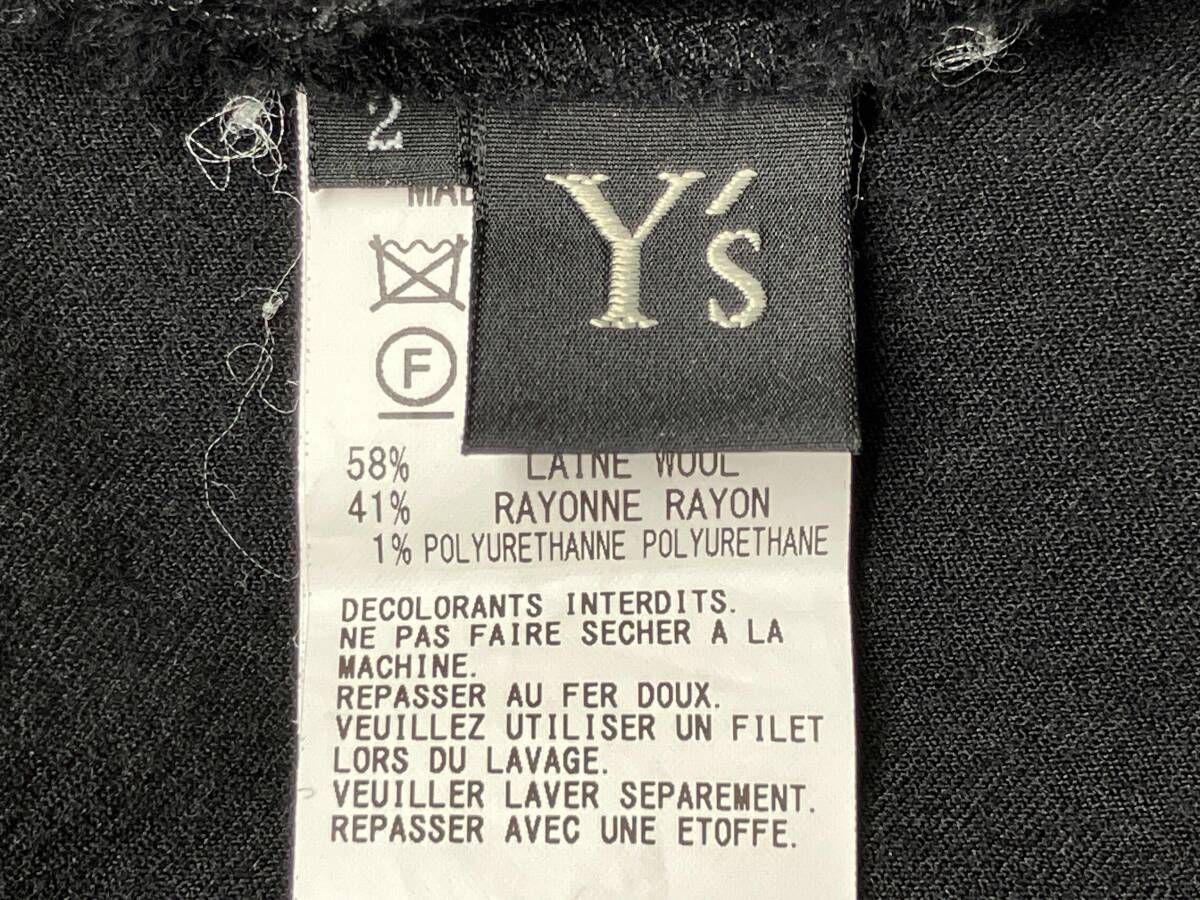 2
Y's
F
58% LAINE WOOL
41% RAYONNE RAYON
1% POLYURETHANNE POLYURETHANE
DECOLORANTS INTERDITS.
NE PAS FAIRE SECHER A LA
MACHINE.
REPASSER AU FER DOUX.
VEUILLEZ UTILISER UN FILET
LORS DU LAVAGE.
VEUILLER LAVER SEPAREMENT.
REPASSER AVEC UNE ETOFFE.